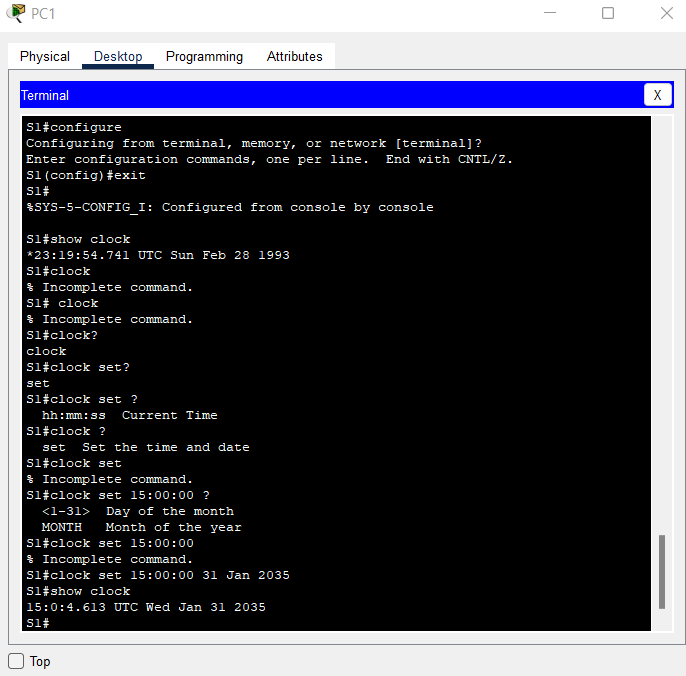 PC1
Physical Desktop Programming Attributes
Terminal X
S1#configure
Configuring from terminal, memory, or network [terminal]?
Enter configuration commands, one per line.  End with CNTL/Z.
S1(config)#exit
S1#
%SYS-5-CONFIG_I: Configured from console by console
S1#show clock
*23:19:54.741 UTC Sun Feb 28 1993
S1#clock
% Incomplete command.
S1# clock
% Incomplete command.
S1#clock?
clock
S1#clock set?
set
S1#clock set ?
  hh:mm:ss  Current Time
S1#clock ?
  set  Set the time and date
S1#clock set
% Incomplete command.
S1#clock set 15:00:00 ?
  <1-31>  Day of the month
  MONTH   Month of the year
S1#clock set 15:00:00
% Incomplete command.
S1#clock set 15:00:00 31 Jan 2035
S1#show clock
15:0:4.613 UTC Wed Jan 31 2035
S1#
Top